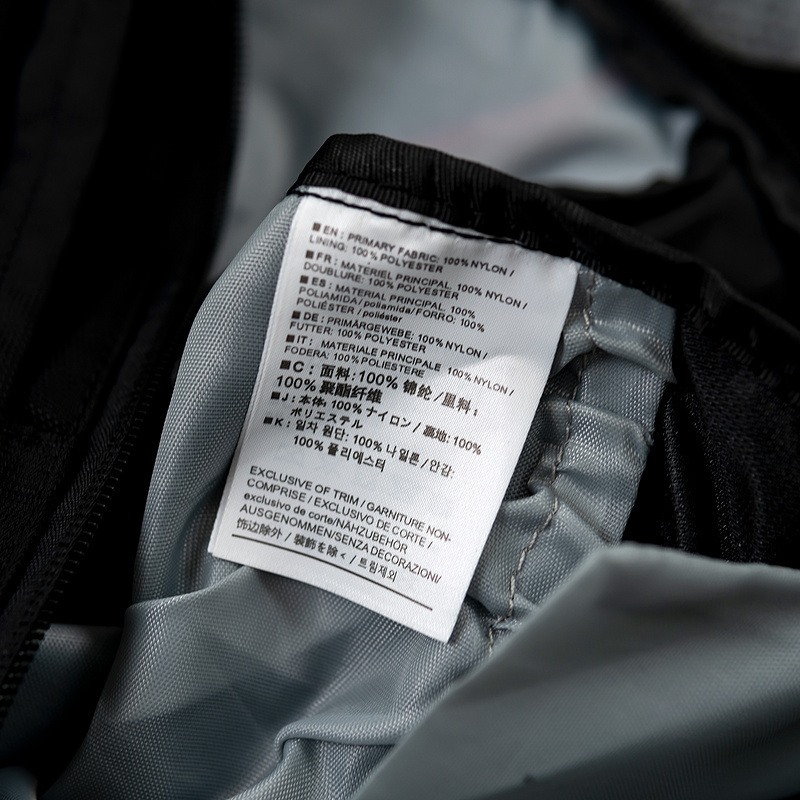 ■EN : PRIMARY FABRIC: 100% NYLON /
LINING: 100% POLYESTER
■FR : MATERIEL PRINCIPAL 100% NYLON /
DOUBLURE: 100% POLYESTER
■ES : MATERIAL PRINCIPAL 100%
POLIAMIDA / poliamida / FORRO: 100%
POLIÉSTER / poliéster
■DE : PRIMÄRGEWEBE: 100% NYLON /
FUTTER: 100% POLYESTER
■IT : MATERIALE PRINCIPALE 100% NYLON /
FODERA: 100% POLIESTERE
■C : 面料:100% 錦纶 /里料 :
100% 聚酯纤维
■J : 本体: 100% ナイロン / 裏地: 100%
ポリエステル
■K : 일차 원단: 100% 나일론 / 안감:
100% 폴리에스터
EXCLUSIVE OF TRIM / GARNITURE NON-
COMPRISE / EXCLUSIVO DE CORTE /
exclusivo de corte/NAHZUBEHÖR
AUSGENOMMEN/SENZA DECORAZIONI/
饰边除外 / 装飾を除 < / 트림제외